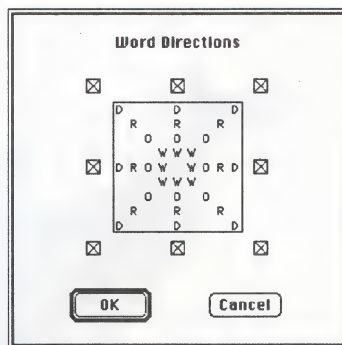 Word Directions
D D D
R R R
O O O
W W W
D R O W W O R D
W W W
O O O
R R R
D D D
OK Cancel